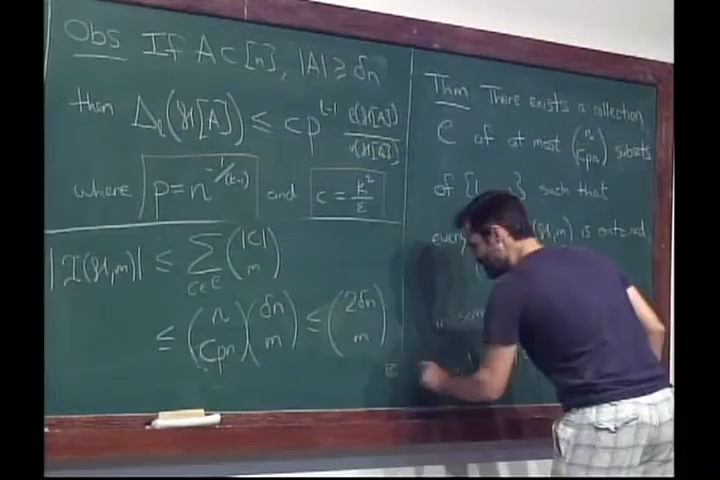 Obs If A ⊂ [n], |A| ≥ δn
then Δ_ℓ(ℋ[A]) ≤ cp^{ℓ-1} e(ℋ[A]) / v(ℋ[A])
where p = n^{-1/(k-1)} and c = k²/ε
|I(ℋ,m)| ≤ Σ_{C∈𝒞} (|C| choose m)
≤ (n choose Cpn)(δn choose m) ≤ (2δn choose m)
Thm There exists a collection
𝒞 of at most (n choose Cpn) subsets
of {1, such that
every ℋ,m) is contained